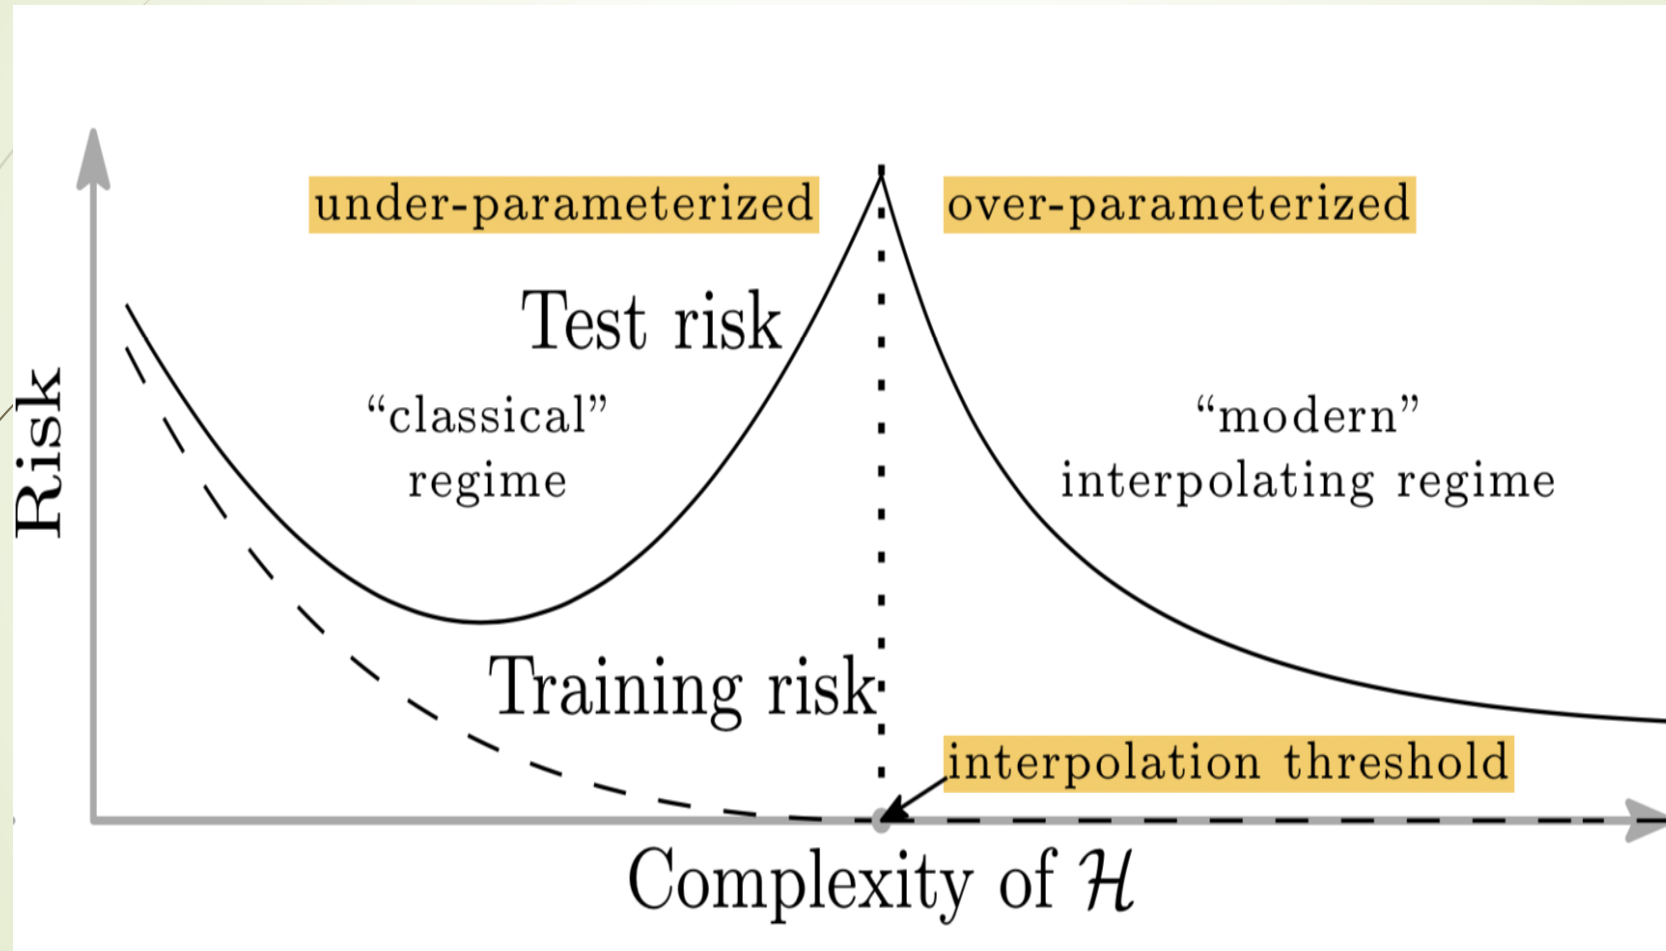 under-parameterized
over-parameterized
Test risk
“classical”
regime
“modern”
interpolating regime
Risk
Training risk
interpolation threshold
Complexity of ℋ